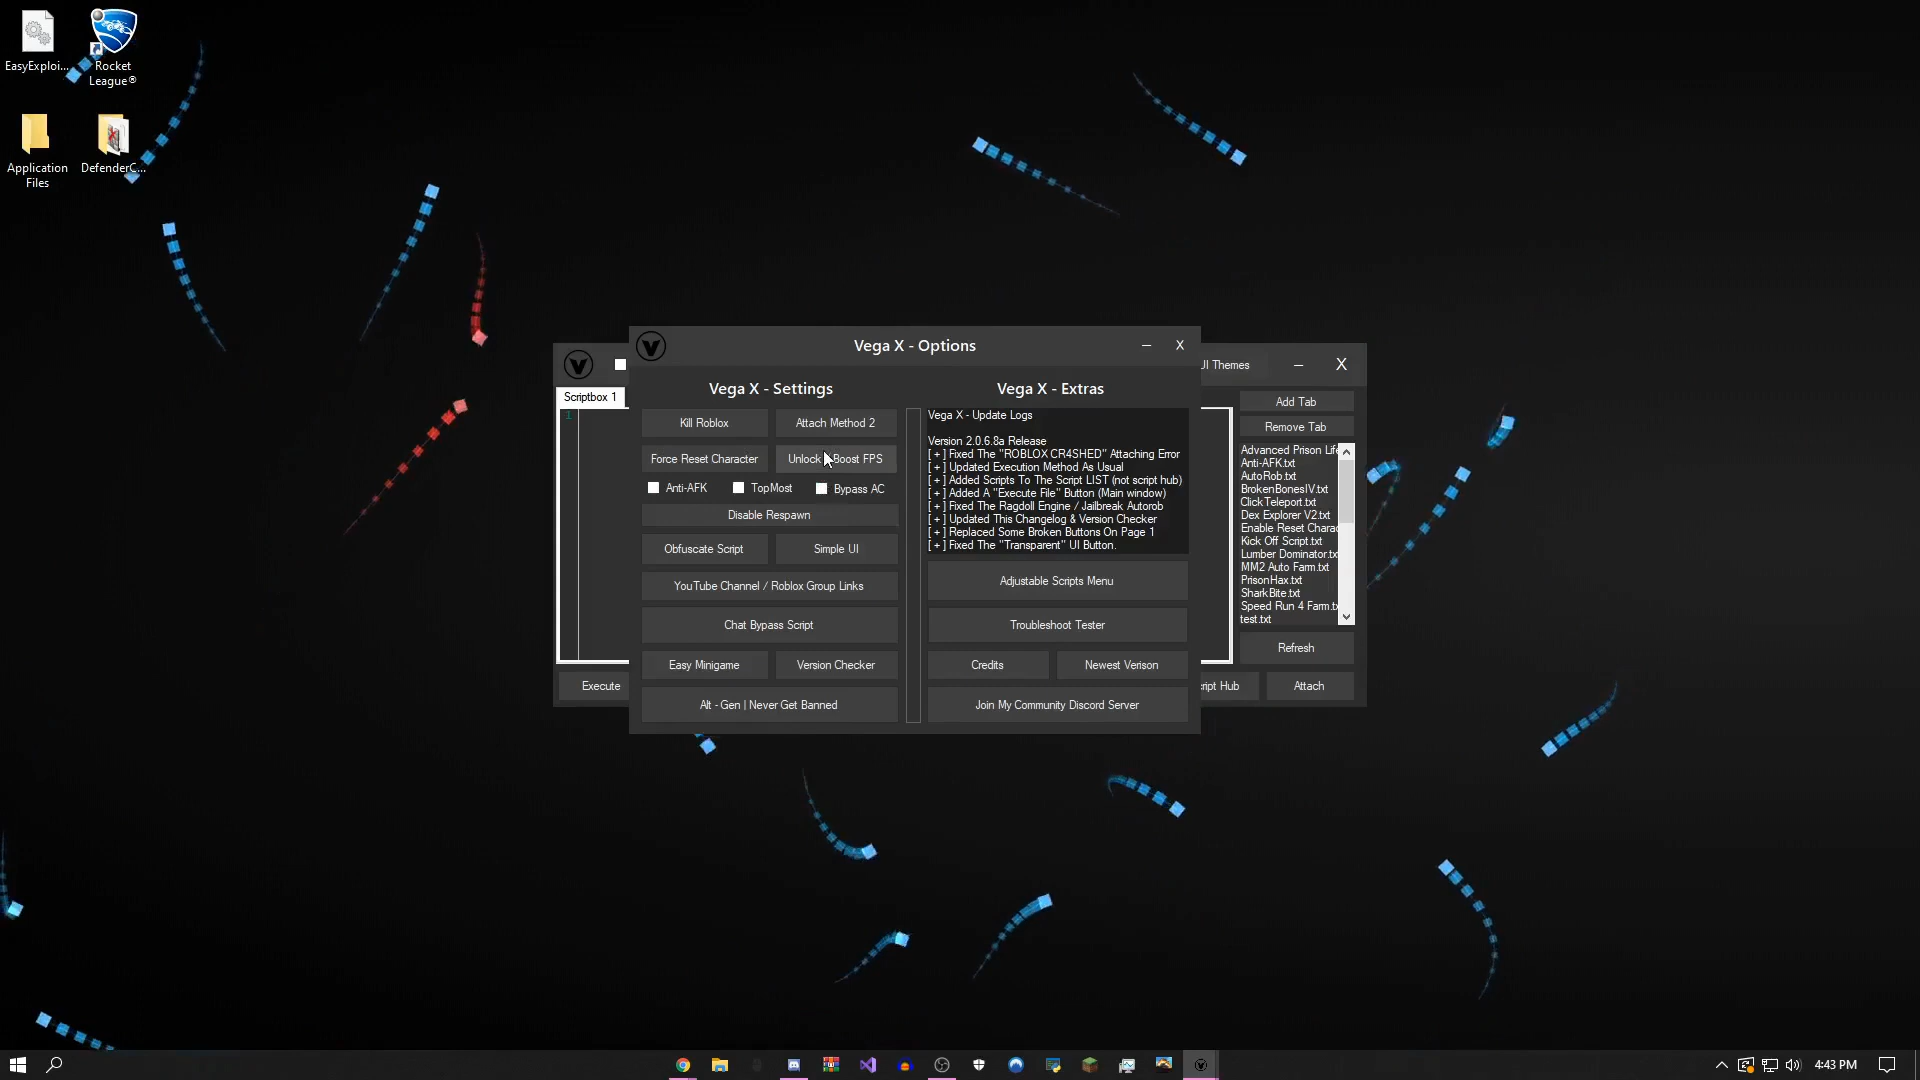 EasyExploi...
Rocket
League®
Application
Files
DefenderC...
Vega X - Options
UI Themes
X
X
Scriptbox 1
1
Vega X - Settings
Kill Roblox
Attach Method 2
Force Reset Character
Unlock Boost FPS
Anti-AFK
TopMost
Bypass AC
Disable Respawn
Obfuscate Script
Simple UI
YouTube Channel / Roblox Group Links
Chat Bypass Script
Easy Minigame
Version Checker
Alt - Gen | Never Get Banned
Vega X - Extras
Vega X - Update Logs
Version 2.0.6.8a Release
[ + ] Fixed The "ROBLOX CR4SHED" Attaching Error
[ + ] Updated Execution Method As Usual
[ + ] Added Scripts To The Script LIST (not script hub)
[ + ] Added A "Execute File" Button (Main window)
[ + ] Fixed The Ragdoll Engine / Jailbreak Autorob
[ + ] Updated This Changelog & Version Checker
[ + ] Replaced Some Broken Buttons On Page 1
[ + ] Fixed The "Transparent" UI Button.
Adjustable Scripts Menu
Troubleshoot Tester
Credits
Newest Verison
Join My Community Discord Server
Add Tab
Remove Tab
Advanced Prison Life
Anti-AFK.txt
AutoRob.txt
BrokenBonesIV.txt
ClickTeleport.txt
Dex Explorer V2.txt
Enable Reset Charac
Kick Off Script.txt
Lumber Dominator.tx
MM2 Auto Farm.txt
PrisonHax.txt
SharkBite.txt
Speed Run 4 Farm.tx
test.txt
Refresh
Execute
ript Hub
Attach
4:43 PM